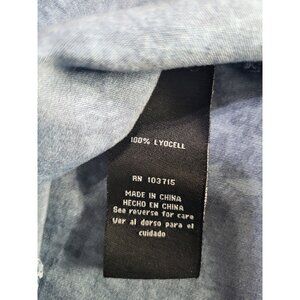 100% LYOCELL
RN 103715
MADE IN CHINA
HECHO EN CHINA
See reverse for care
Ver al dorso para el
cuidado